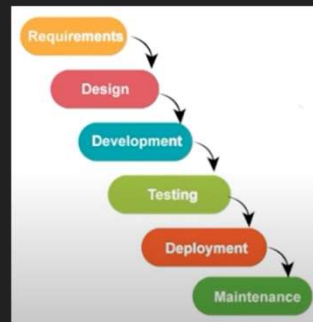 Requirements
Design
Development
Testing
Deployment
Maintenance